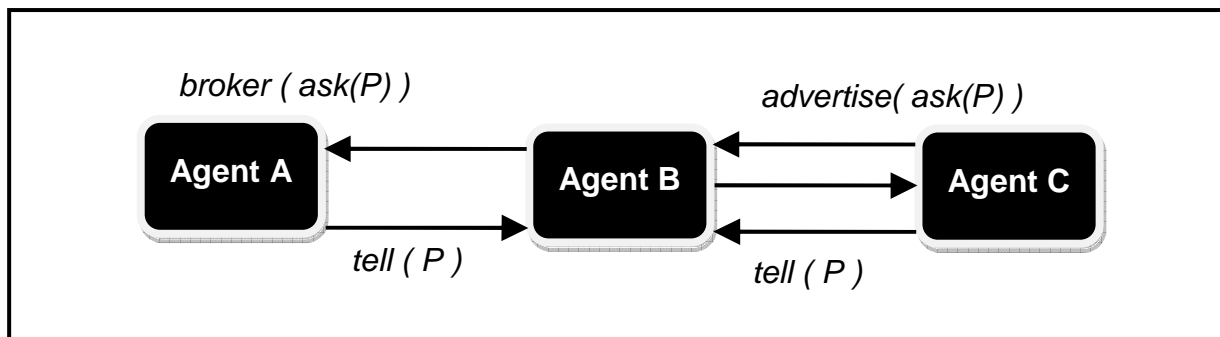 broker ( ask(P) )
advertise( ask(P) )
Agent A
Agent B
Agent C
tell ( P )
tell ( P )